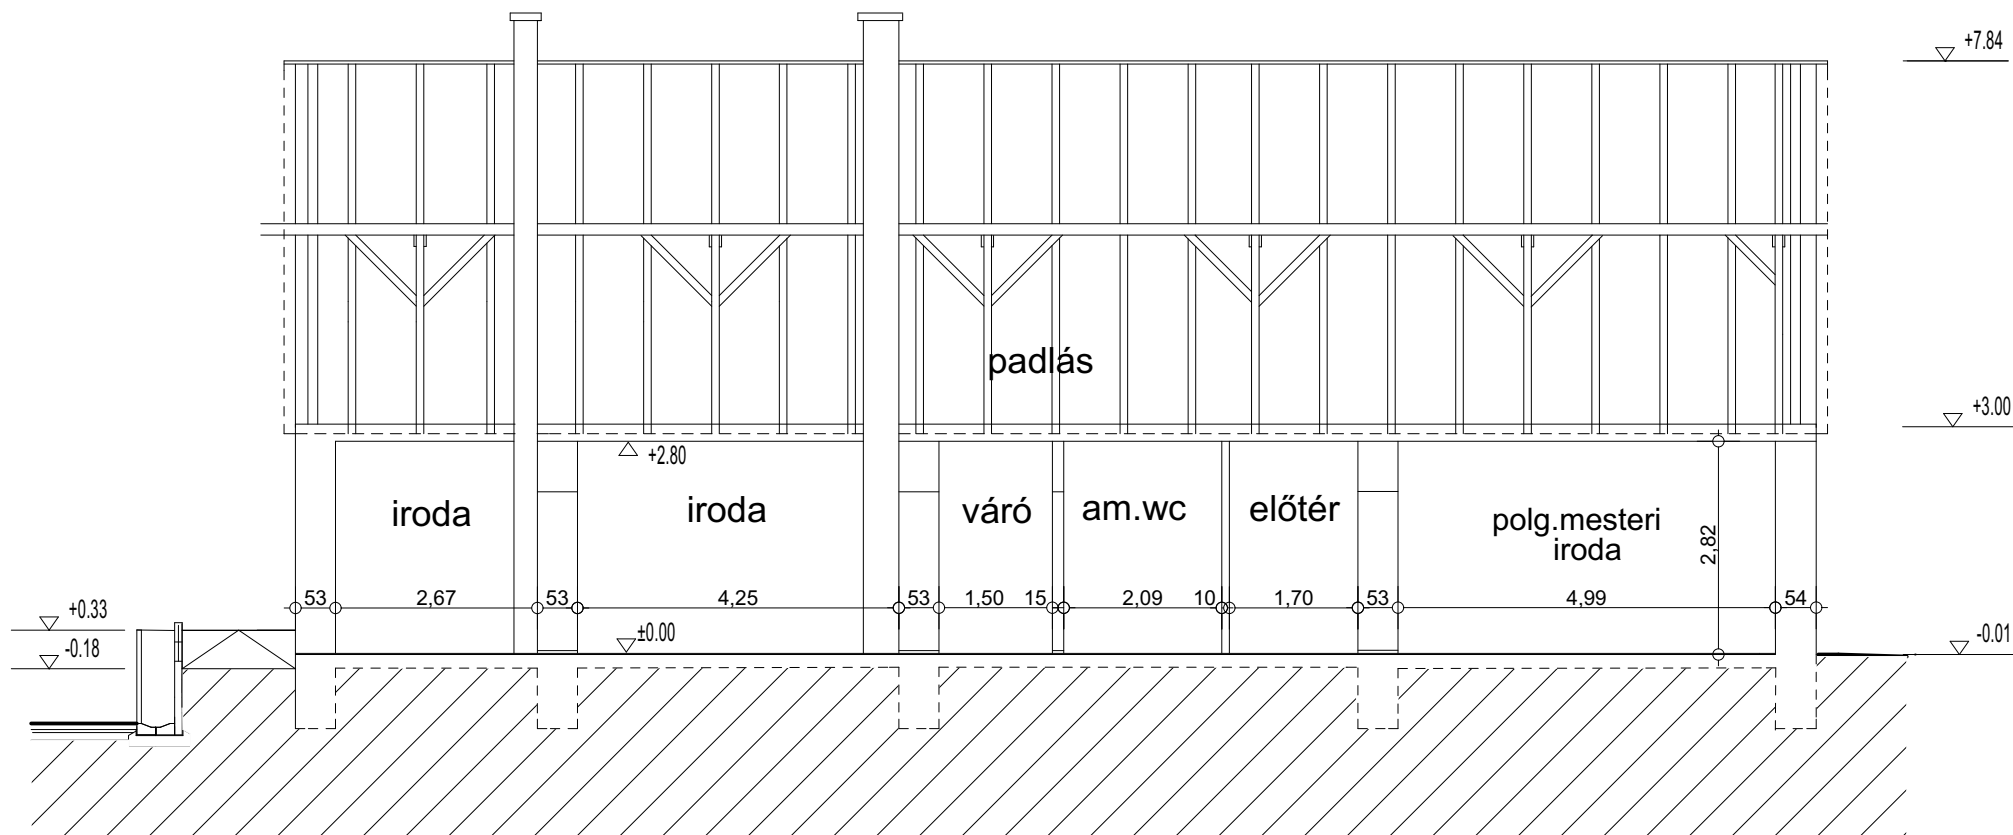 +7.84
padlás
+3.00
+2.80
iroda
iroda
váró
am.wc
előtér
polg.mesteri
iroda
2,82
53
2,67
53
4,25
53
1,50
15
2,09
10
1,70
53
4,99
54
+0.33
-0.18
±0.00
-0.01